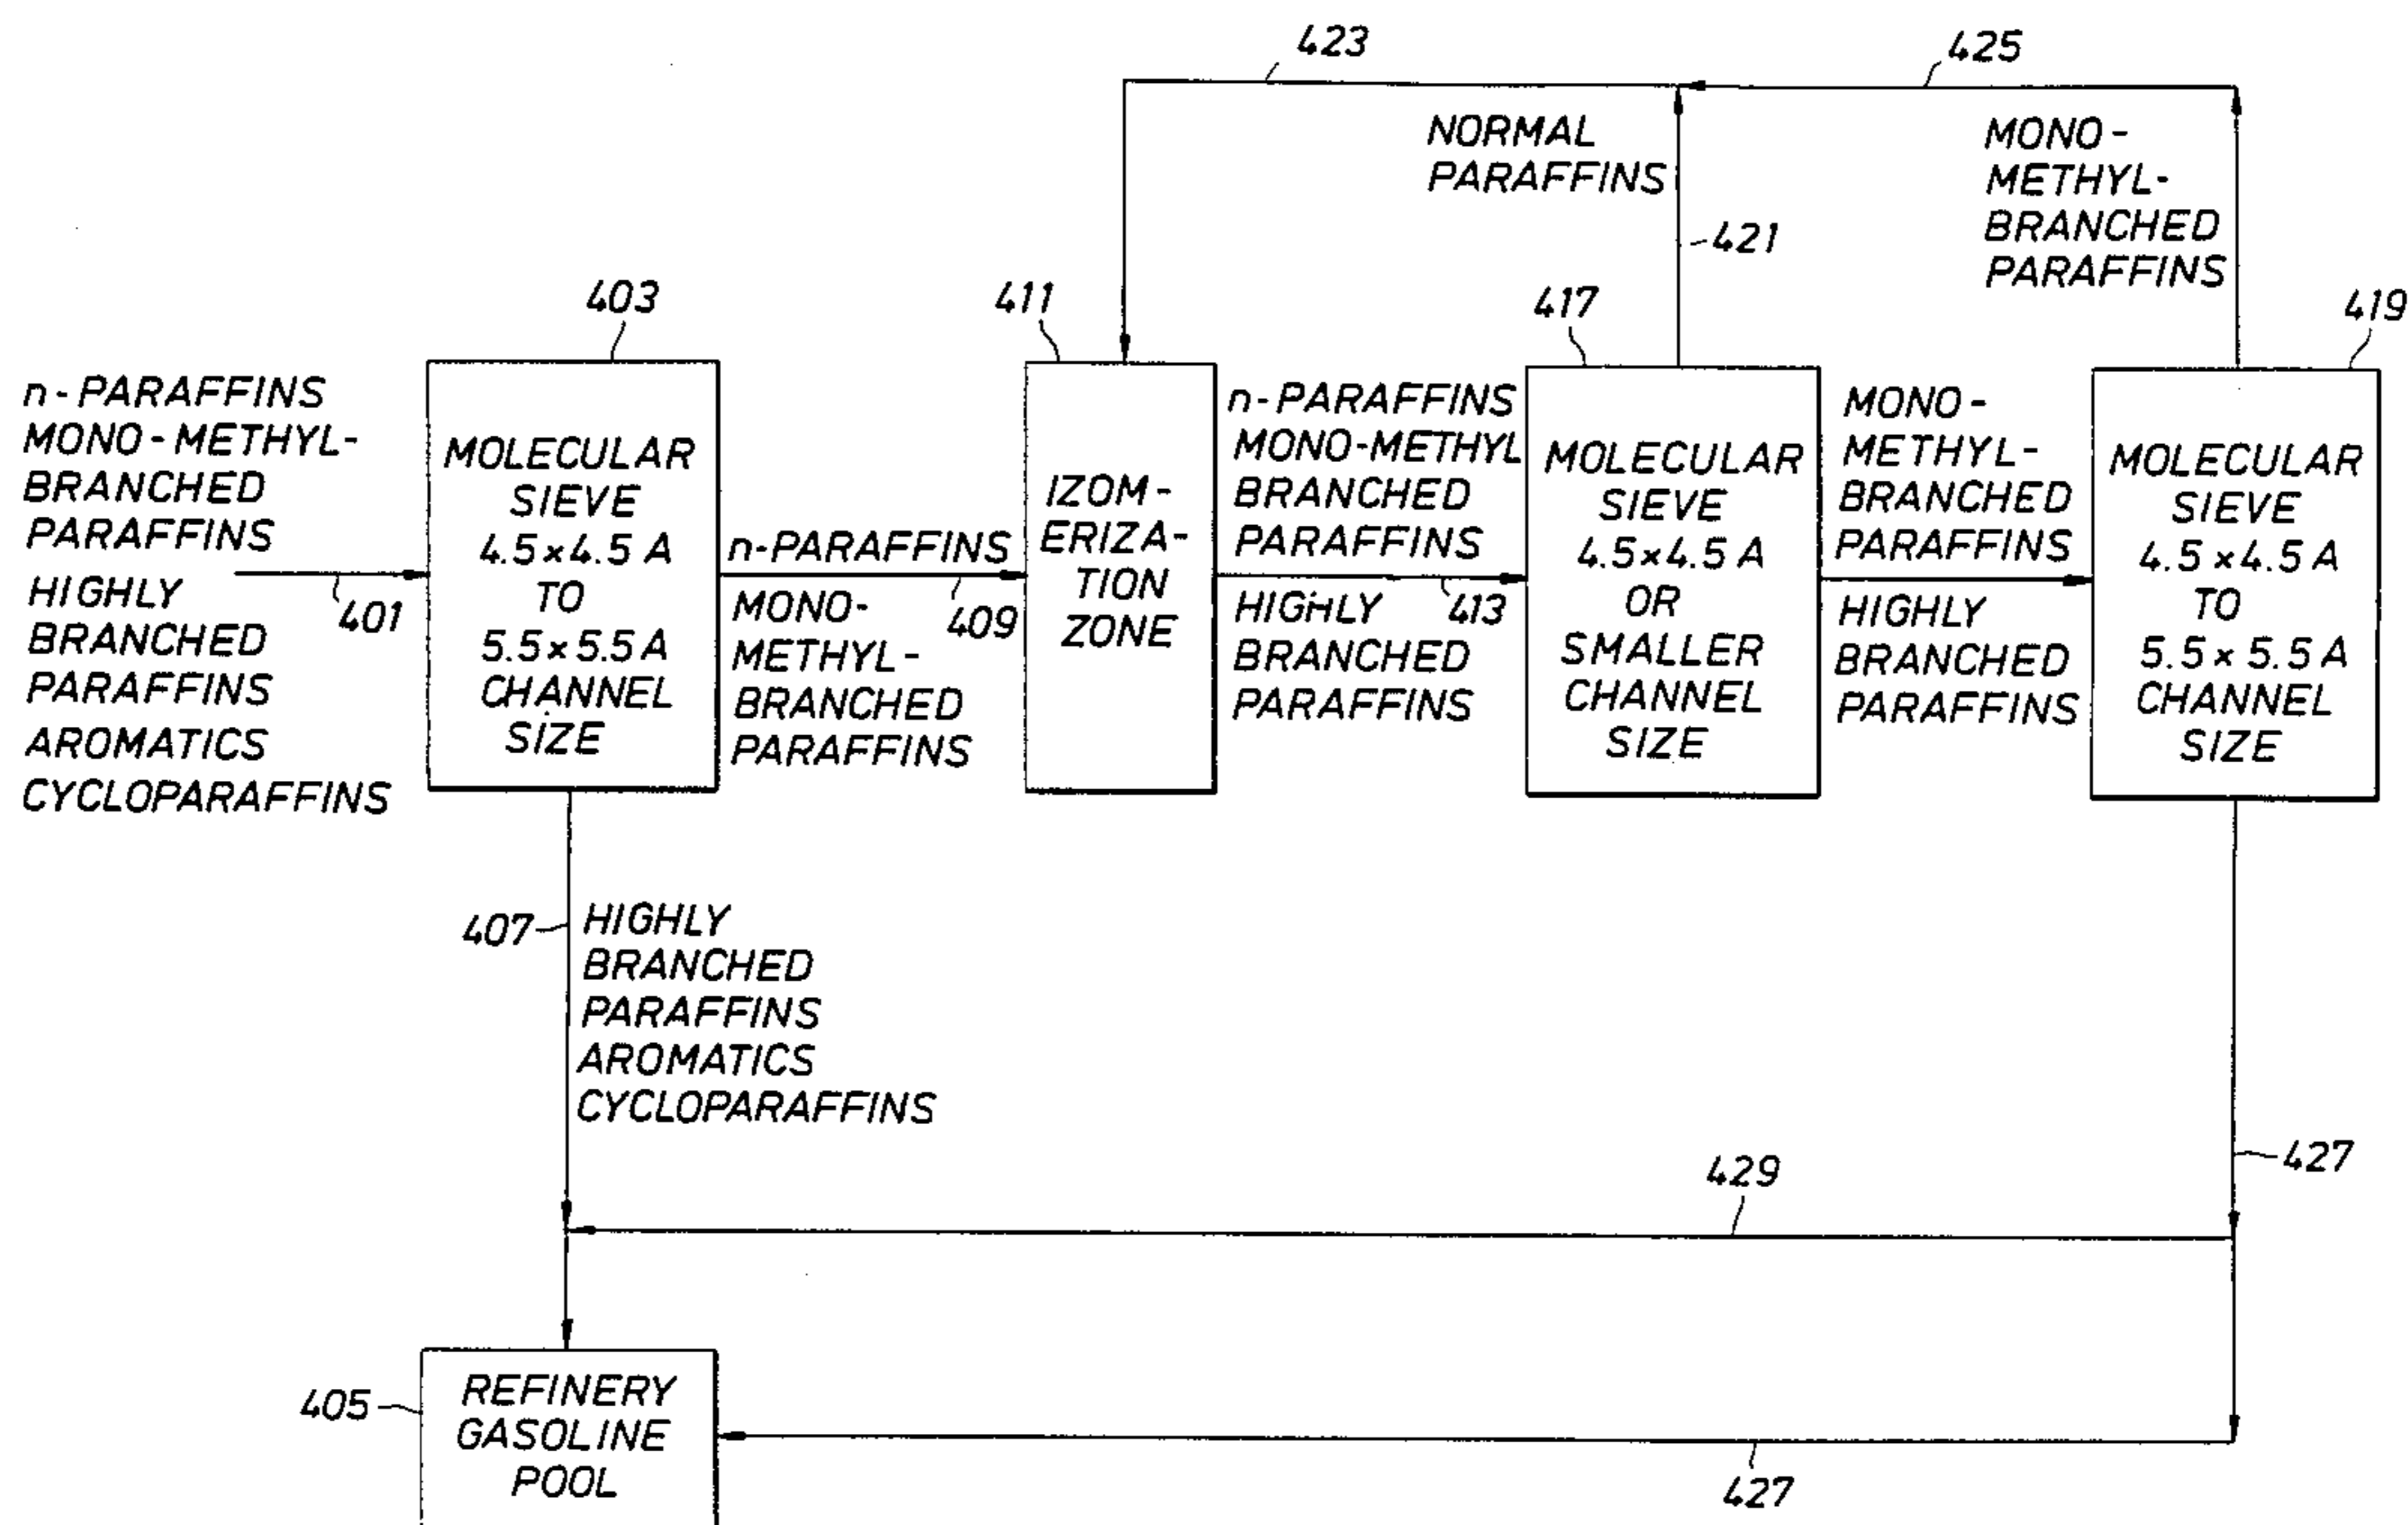 423
425
NORMAL
PARAFFINS
MONO-
METHYL-
BRANCHED
PARAFFINS
421
403
411
417
419
n-PARAFFINS
MONO-METHYL-
BRANCHED
PARAFFINS
HIGHLY
BRANCHED
PARAFFINS
AROMATICS
CYCLOPARAFFINS
401
MOLECULAR
SIEVE
4.5×4.5 A
TO
5.5×5.5 A
CHANNEL
SIZE
n-PARAFFINS
MONO-
METHYL-
BRANCHED
PARAFFINS
409
IZOM-
ERIZA-
TION
ZONE
n-PARAFFINS
MONO-METHYL
BRANCHED
PARAFFINS
HIGHLY
BRANCHED
PARAFFINS
413
MOLECULAR
SIEVE
4.5×4.5 A
OR
SMALLER
CHANNEL
SIZE
MONO-
METHYL-
BRANCHED
PARAFFINS
HIGHLY
BRANCHED
PARAFFINS
MOLECULAR
SIEVE
4.5×4.5 A
TO
5.5×5.5 A
CHANNEL
SIZE
407
HIGHLY
BRANCHED
PARAFFINS
AROMATICS
CYCLOPARAFFINS
429
427
405
REFINERY
GASOLINE
POOL
427